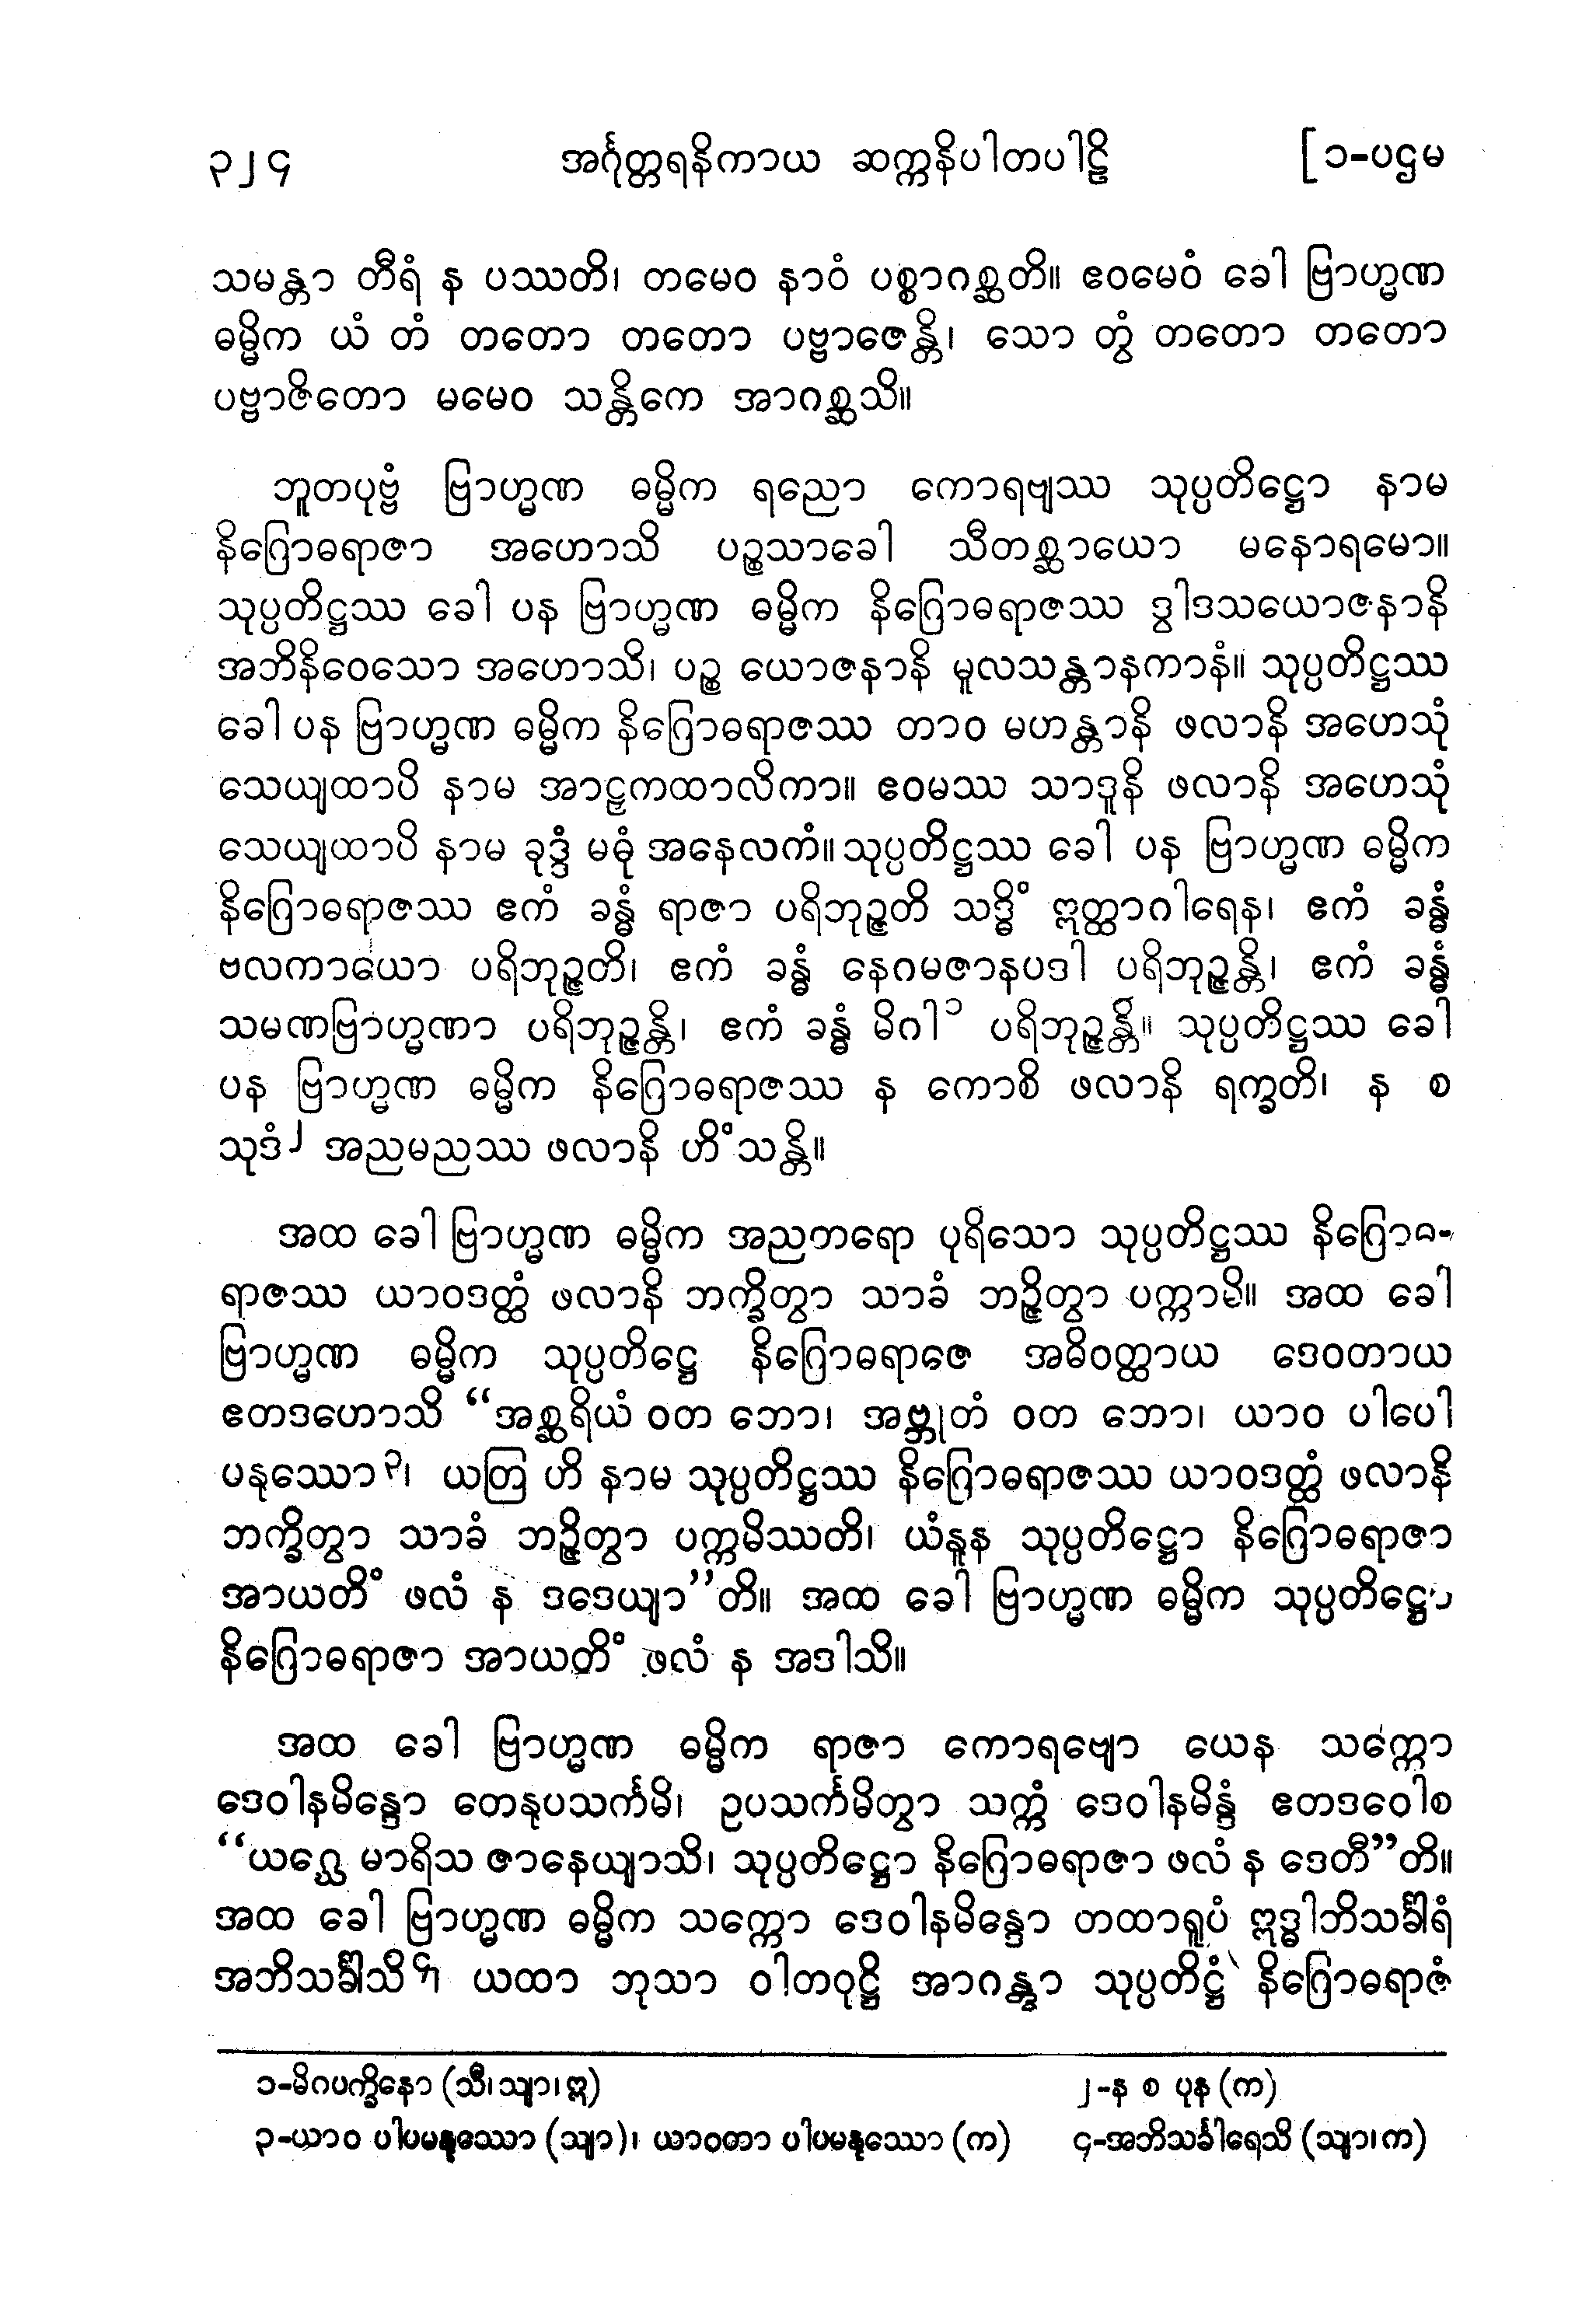 ၃၂၄ အင်္ဂုတ္တရနိကာယ ဆက္ကနိပါတပါဠိ [၁-ပဌမ
သမန္တာ တီရံ န ပဿတိ၊ တမေဝ နာဝံ ပစ္စာဂစ္ဆတိ။ ဧဝမေဝံ ခေါ ဗြာဟ္မဏ
ဓမ္မိက ယံ တံ တတော တတော ပဗ္ဗာဇေန္တိ၊ သော တွံ တတော တတော
ပဗ္ဗာဇိတော မမေဝ သန္တိကေ အာဂစ္ဆသိ။
ဘူတပုဗ္ဗံ ဗြာဟ္မဏ ဓမ္မိက ရညော ကောရဗျဿ သုပ္ပတိဋ္ဌော နာမ
နိဂြောဓရာဇာ အဟောသိ ပဉ္စသာခေါ သီတစ္ဆာယော မနောရမော။
သုပ္ပတိဋ္ဌဿ ခေါ ပန ဗြာဟ္မဏ ဓမ္မိက နိဂြောဓရာဇဿ ဒွါဒသယောဇနာနိ
အဘိနိဝေသော အဟောသိ၊ ပဉ္စ ယောဇနာနိ မူလသန္တာနကာနံ။ သုပ္ပတိဋ္ဌဿ
ခေါ ပန ဗြာဟ္မဏ ဓမ္မိက နိဂြောဓရာဇဿ တာဝ မဟန္တာနိ ဖလာနိ အဟေသုံ
သေယျထာပိ နာမ အာဠှကထာလိကာ။ ဧဝမဿ သာဒူနိ ဖလာနိ အဟေသုံ
သေယျထာပိ နာမ ခုဒ္ဒံ မဓုံ အနေလကံ။ သုပ္ပတိဋ္ဌဿ ခေါ ပန ဗြာဟ္မဏ ဓမ္မိက
နိဂြောဓရာဇဿ ဧကံ ခန္ဓံ ရာဇာ ပရိဘုဉ္ဇတိ သဒ္ဓိံ ဣတ္ထာဂါရေန၊ ဧကံ ခန္ဓံ
ဗလကာယော ပရိဘုဉ္ဇတိ၊ ဧကံ ခန္ဓံ နေဂမဇာနပဒါ ပရိဘုဉ္ဇန္တိ၊ ဧကံ ခန္ဓံ
သမဏဗြာဟ္မဏာ ပရိဘုဉ္ဇန္တိ၊ ဧကံ ခန္ဓံ မိဂါ၁ ပရိဘုဉ္ဇန္တိ။ သုပ္ပတိဋ္ဌဿ ခေါ
ပန ဗြာဟ္မဏ ဓမ္မိက နိဂြောဓရာဇဿ န ကောစိ ဖလာနိ ရက္ခတိ၊ န စ
သုဒံ၂ အညမညဿ ဖလာနိ ဟိံသန္တိ။
အထ ခေါ ဗြာဟ္မဏ ဓမ္မိက အညတရော ပုရိသော သုပ္ပတိဋ္ဌဿ နိဂြောဓ-
ရာဇဿ ယာဝဒတ္ထံ ဖလာနိ ဘက္ခိတွာ သာခံ ဘဉ္ဇိတွာ ပက္ကာမိ။ အထ ခေါ
ဗြာဟ္မဏ ဓမ္မိက သုပ္ပတိဋ္ဌေ နိဂြောဓရာဇေ အဓိဝတ္ထာယ ဒေဝတာယ
ဧတဒဟောသိ “အစ္ဆရိယံ ဝတ ဘော၊ အဗ္ဘုတံ ဝတ ဘော၊ ယာဝ ပါပေါ
မနုဿော၃၊ ယတြ ဟိ နာမ သုပ္ပတိဋ္ဌဿ နိဂြောဓရာဇဿ ယာဝဒတ္ထံ ဖလာနိ
ဘက္ခိတွာ သာခံ ဘဉ္ဇိတွာ ပက္ကမိဿတိ၊ ယံနူန သုပ္ပတိဋ္ဌော နိဂြောဓရာဇာ
အာယတိံ ဖလံ န ဒဒေယျာ”တိ။ အထ ခေါ ဗြာဟ္မဏ ဓမ္မိက သုပ္ပတိဋ္ဌော
နိဂြောဓရာဇာ အာယတိံ ဖလံ န အဒါသိ။
အထ ခေါ ဗြာဟ္မဏ ဓမ္မိက ရာဇာ ကောရဗျော ယေန သက္ကော
ဒေဝါနမိန္ဒော တေနုပသင်္ကမိ၊ ဥပသင်္ကမိတွာ သက္ကံ ဒေဝါနမိန္ဒံ ဧတဒဝေါစ
“ယဂ္ဃေ မာရိသ ဇာနေယျာသိ၊ သုပ္ပတိဋ္ဌော နိဂြောဓရာဇာ ဖလံ န ဒေတီ”တိ။
အထ ခေါ ဗြာဟ္မဏ ဓမ္မိက သက္ကော ဒေဝါနမိန္ဒော တထာရူပံ ဣဒ္ဓါဘိသင်္ခါရံ
အဘိသင်္ခါသိ၄၊ ယထာ ဘုသာ ဝါတဝုဋ္ဌိ အာဂန္တွာ သုပ္ပတိဋ္ဌံ နိဂြောဓရာဇံ
၁-မိဂပက္ခိနော (သီ၊သျာ၊ဣ) ၂-န စ ပုန (က)
၃-ယာဝ ပါပမနုဿော (သျာ)၊ ယာဝတာ ပါပမနုဿော (က) ၄-အဘိသင်္ခါရေသိ (သျာ၊က)